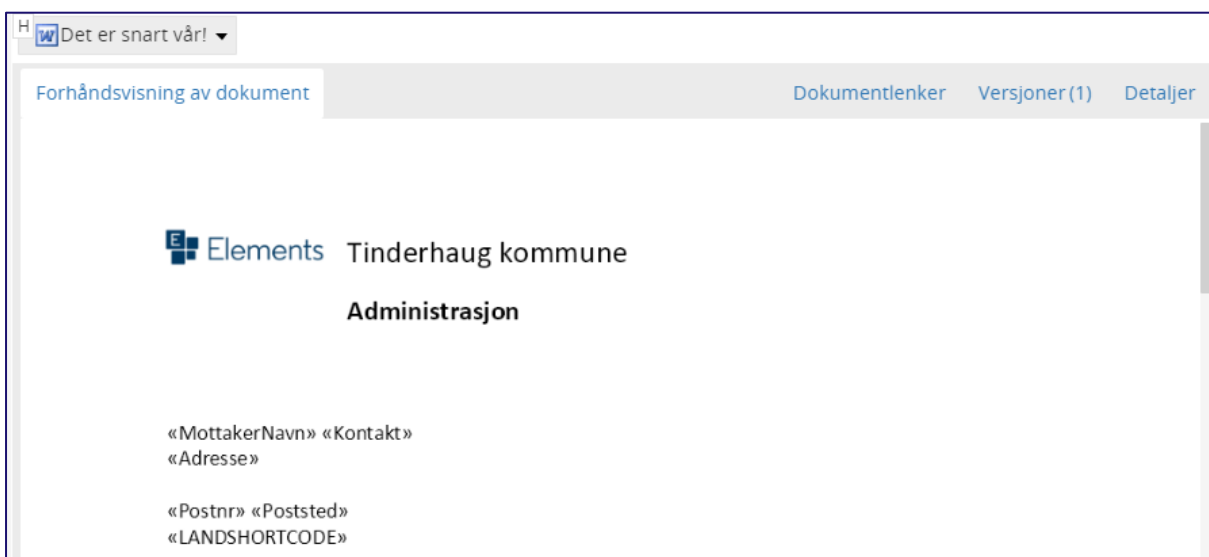 H
Det er snart vår!
Forhåndsvisning av dokument Dokumentlenker Versjoner (1) Detaljer
E Elements Tinderhaug kommune
Administrasjon
«MottakerNavn» «Kontakt»
«Adresse»
«Postnr» «Poststed»
«LANDSHORTCODE»